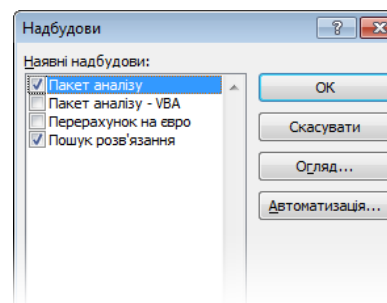 Надбудови
Наявні надбудови:
Пакет аналізу
Пакет аналізу - VBA
Перерахунок на євро
Пошук розв'язання
OK
Скасувати
Огляд...
Автоматизація...